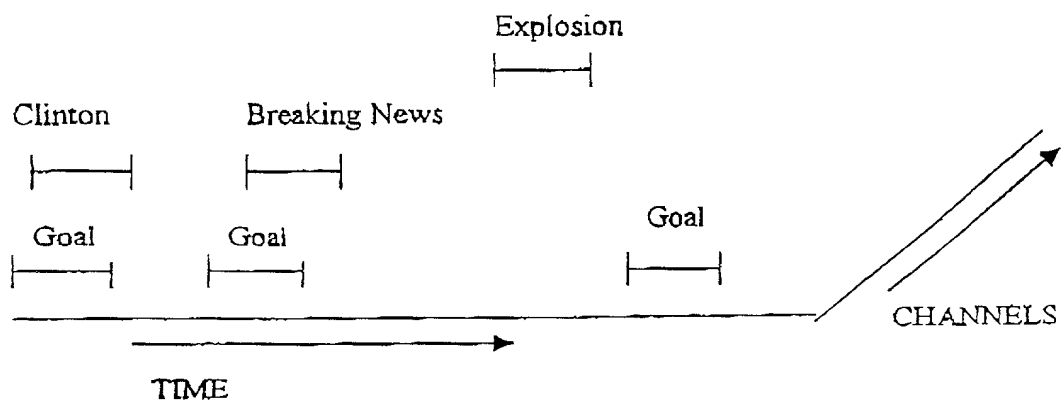 Explosion
Clinton Breaking News
Goal Goal Goal
CHANNELS
TIME